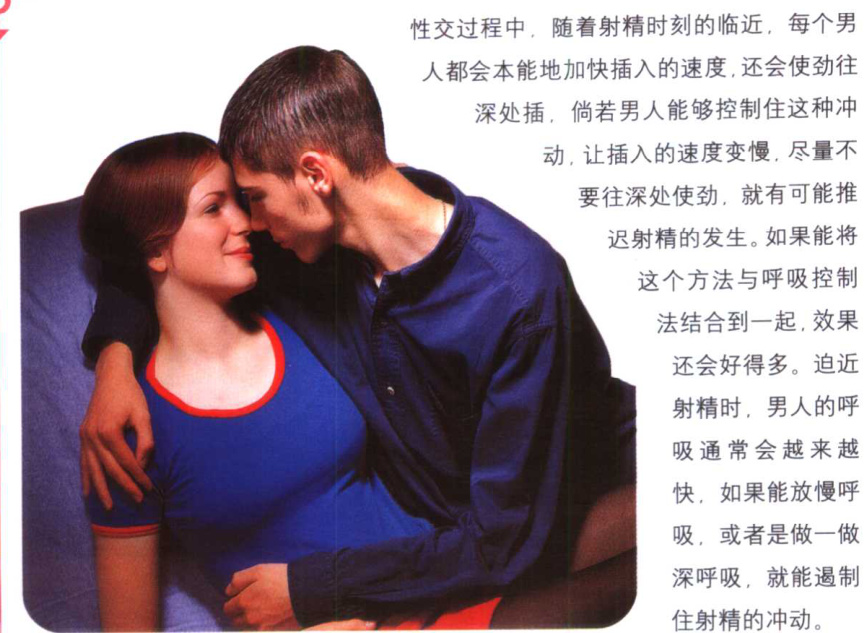 性交过程中，随着射精时刻的临近，每个男
人都会本能地加快插入的速度，还会使劲往
深处插，倘若男人能够控制住这种冲
动，让插入的速度变慢，尽量不
要往深处使劲，就有可能推
迟射精的发生。如果能将
这个方法与呼吸控制
法结合到一起，效果
还会好得多。迫近
射精时，男人的呼
吸通常会越来越
快，如果能放慢呼
吸，或者是做一做
深呼吸，就能遏制
住射精的冲动。